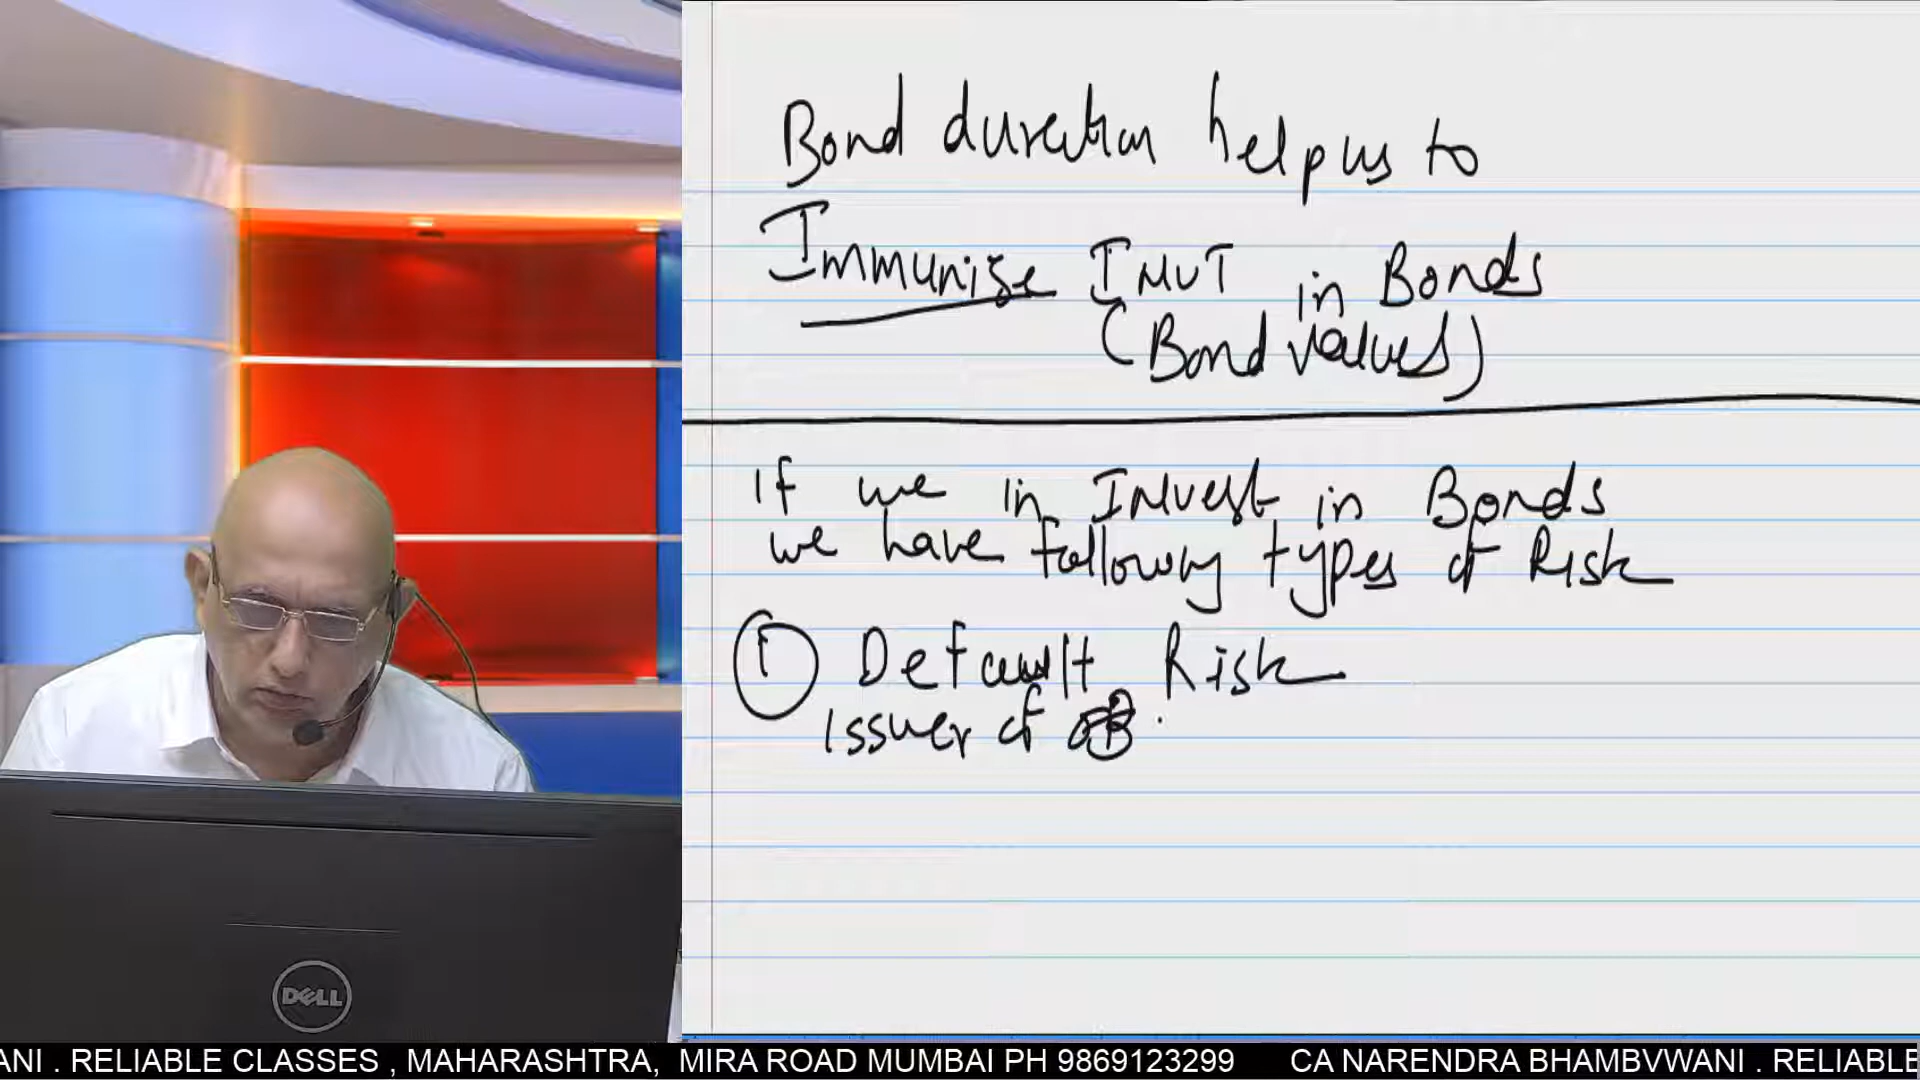 Bond duration help us to
Immunise INVT in Bonds
(Bond values)
If we in Invest in Bonds
we have following types of Risk
① Default Risk
issuer of
DELL
ANI . RELIABLE CLASSES , MAHARASHTRA, MIRA ROAD MUMBAI PH 9869123299 CA NARENDRA BHAMBVWANI . RELIABLE